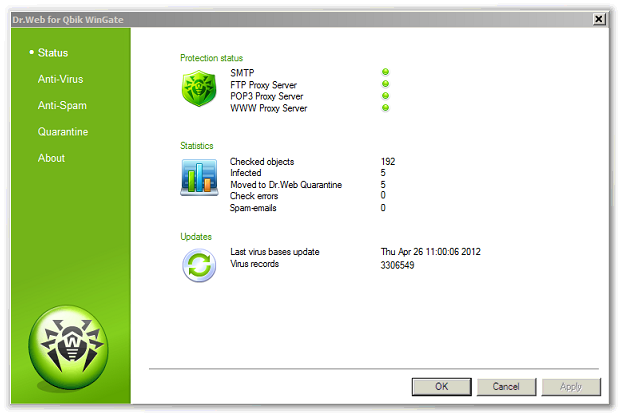 Dr.Web for Qbik WinGate
• Status
Anti-Virus
Anti-Spam
Quarantine
About
Protection status
SMTP
FTP Proxy Server
POP3 Proxy Server
WWW Proxy Server
Statistics
Checked objects 192
Infected 5
Moved to Dr.Web Quarantine 5
Check errors 0
Spam-emails 0
Updates
Last virus bases update Thu Apr 26 11:00:06 2012
Virus records 3306549
W
OK Cancel Apply